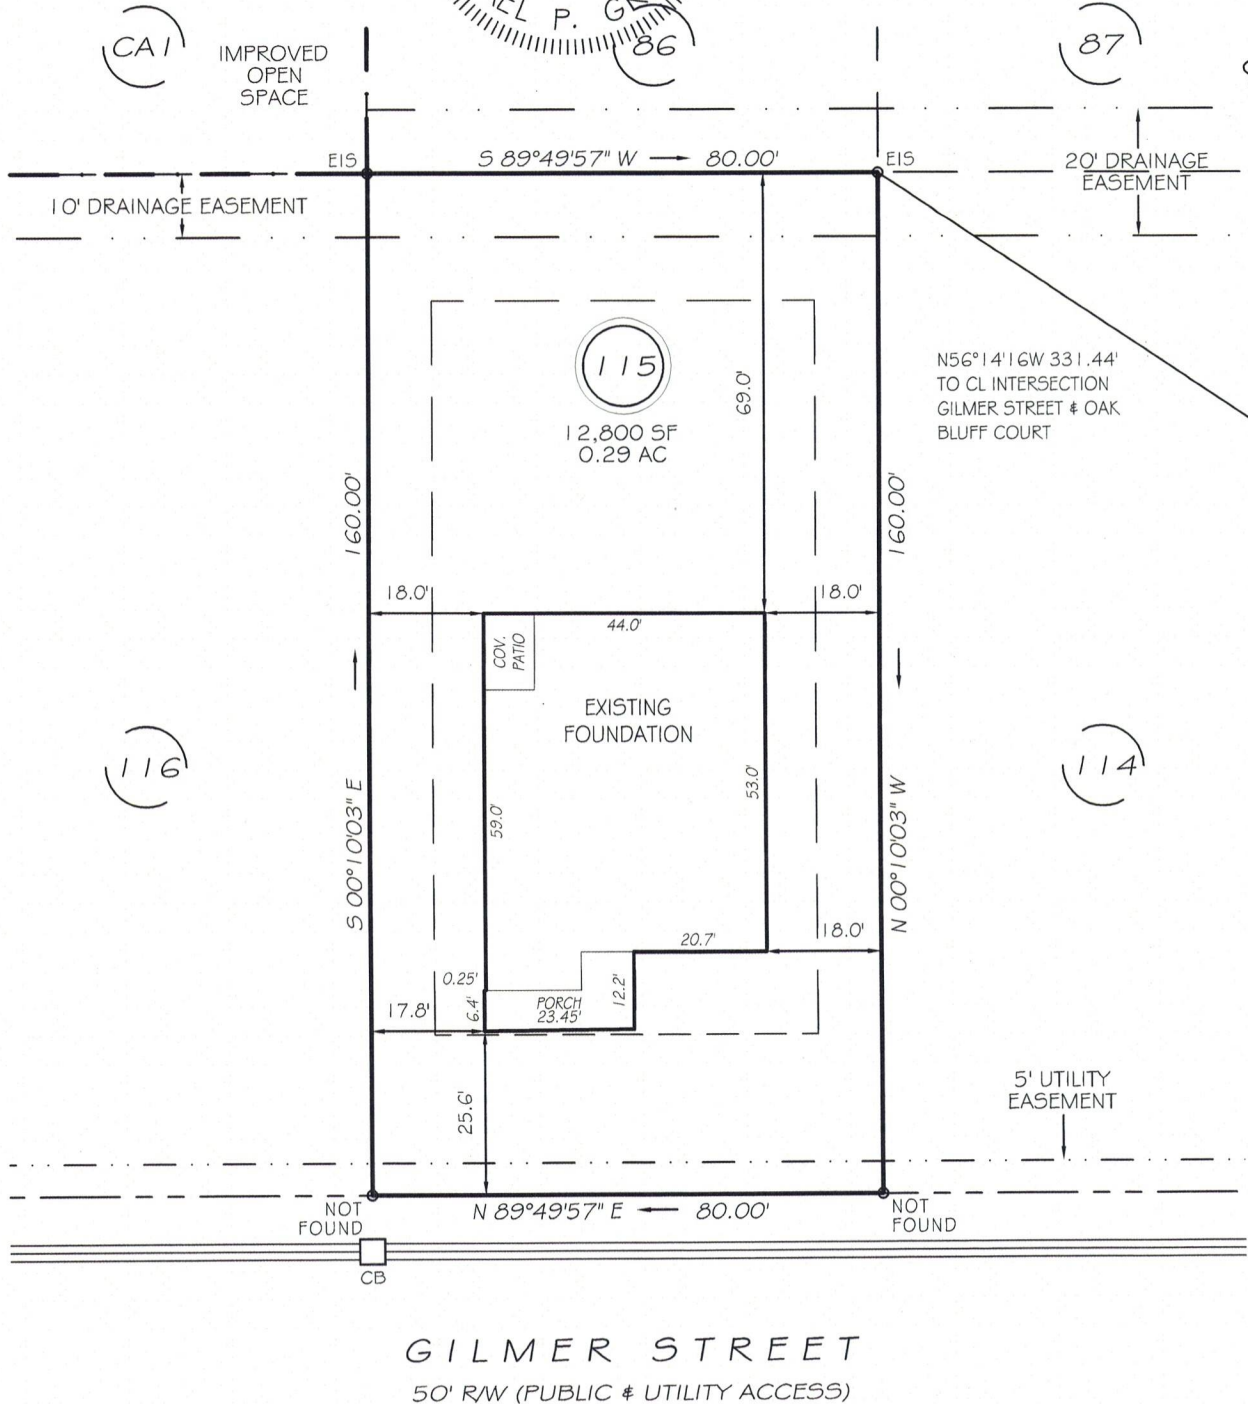 EL P. GE
CA1
IMPROVED
OPEN
SPACE
86
87
EIS
S 89°49'57" W 80.00'
EIS
20' DRAINAGE
EASEMENT
10' DRAINAGE EASEMENT
115
12,800 SF
0.29 AC
69.0'
N56°14'16W 331.44'
TO CL INTERSECTION
GILMER STREET & OAK
BLUFF COURT
160.00'
160.00'
18.0'
18.0'
44.0'
COV.
PATIO
EXISTING
FOUNDATION
116
114
59.0'
53.0'
S 00°10'03" E
N 00°10'03" W
20.7'
18.0'
0.25'
6.4'
PORCH
23.45'
12.2'
17.8'
25.6'
5' UTILITY
EASEMENT
NOT
FOUND
N 89°49'57" E 80.00'
NOT
FOUND
CB
GILMER STREET
50' R/W (PUBLIC & UTILITY ACCESS)